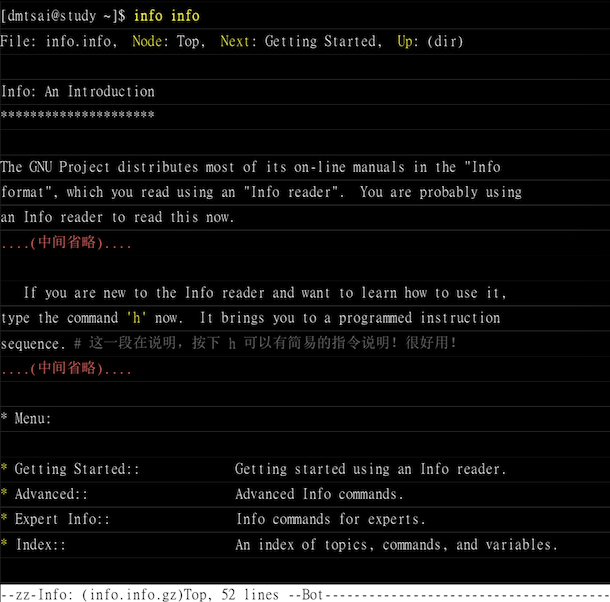 [dmtsai@study ~]$ info info
File: info.info,  Node: Top,  Next: Getting Started,  Up: (dir)
Info: An Introduction
*********************
The GNU Project distributes most of its on-line manuals in the "Info
format", which you read using an "Info reader".  You are probably using
an Info reader to read this now.
....(中间省略)....
   If you are new to the Info reader and want to learn how to use it,
type the command 'h' now.  It brings you to a programmed instruction
sequence. # 这一段在说明，按下 h 可以有简易的指令说明！很好用！
....(中间省略)....
* Menu:
* Getting Started::             Getting started using an Info reader.
* Advanced::                    Advanced Info commands.
* Expert Info::                 Info commands for experts.
* Index::                       An index of topics, commands, and variables.
--zz-Info: (info.info.gz)Top, 52 lines --Bot---------------------------------------